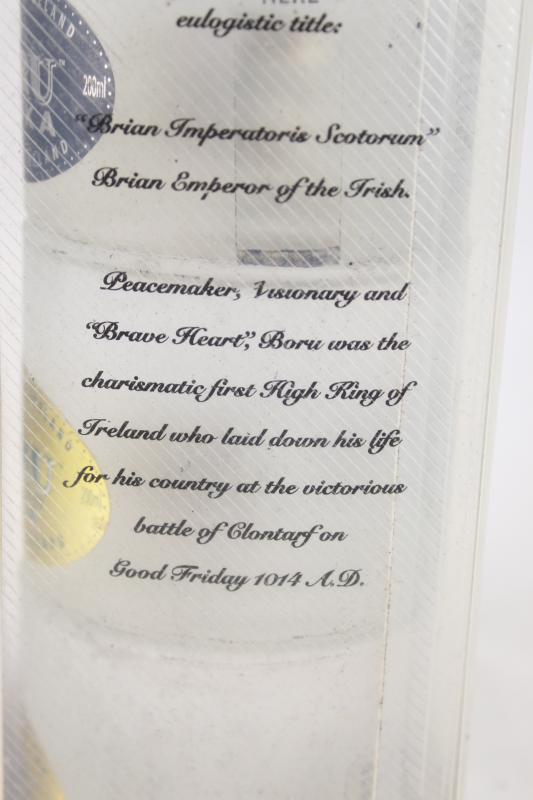 eulogistic title:
"Brian Imperatoris Scotorum"
Brian Emperor of the Irish.
Peacemaker, Visionary and
"Brave Heart", Boru was the
charismatic first High King of
Ireland who laid down his life
for his country at the victorious
battle of Clontarf on
Good Friday 1014 A.D.
200ml